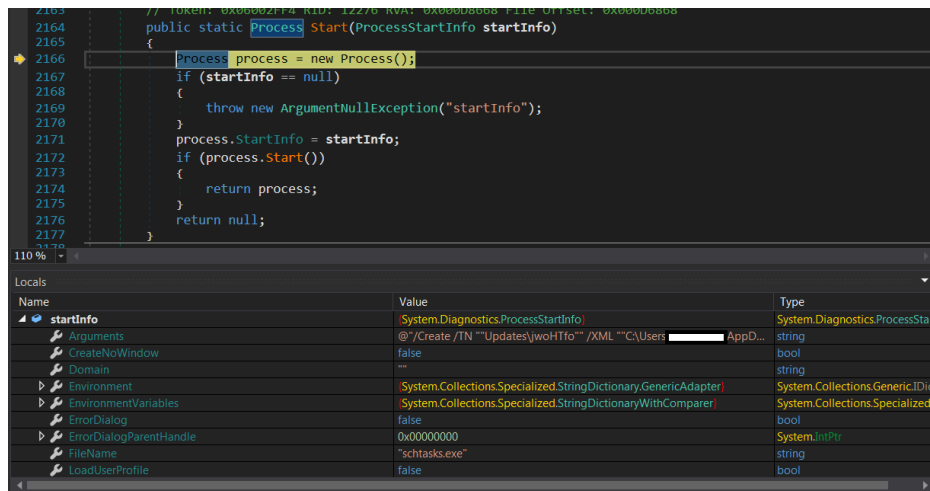 2163 // Token: 0x06002FF4 RID: 12276 RVA: 0x000D8668 File Offset: 0x000D6868
2164 public static Process Start(ProcessStartInfo startInfo)
2165 {
2166 Process process = new Process();
2167 if (startInfo == null)
2168 {
2169 throw new ArgumentNullException("startInfo");
2170 }
2171 process.StartInfo = startInfo;
2172 if (process.Start())
2173 {
2174 return process;
2175 }
2176 return null;
2177 }
2178
110 %
Locals
Name Value Type
startInfo {System.Diagnostics.ProcessStartInfo} System.Diagnostics.ProcessSta
Arguments @"/Create /TN ""Updates\jwoHTfo"" /XML ""C:\Users AppD... string
CreateNoWindow false bool
Domain "" string
Environment {System.Collections.Specialized.StringDictionary.GenericAdapter} System.Collections.Generic.IDic
EnvironmentVariables {System.Collections.Specialized.StringDictionaryWithComparer} System.Collections.Specialized
ErrorDialog false bool
ErrorDialogParentHandle 0x00000000 System.IntPtr
FileName "schtasks.exe" string
LoadUserProfile false bool